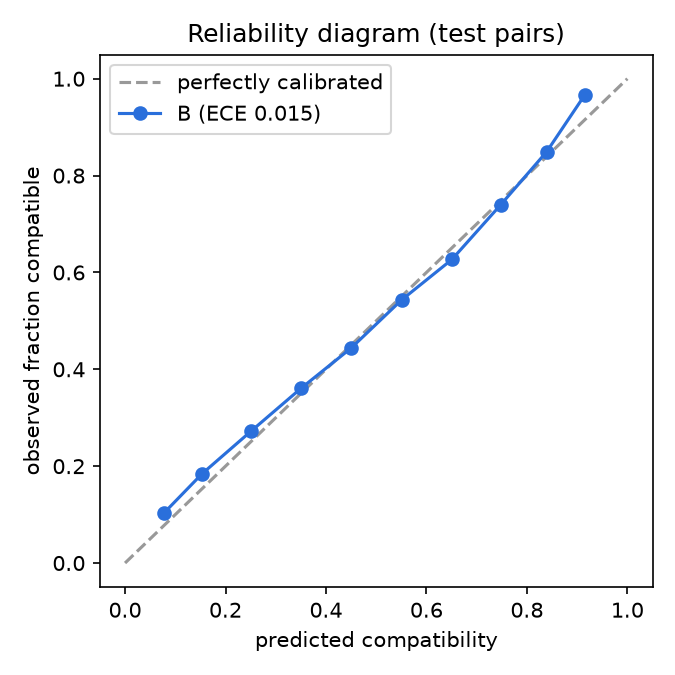 Reliability diagram (test pairs)
perfectly calibrated
B (ECE 0.015)
observed fraction compatible
1.0
0.8
0.6
0.4
0.2
0.0
0.0 0.2 0.4 0.6 0.8 1.0
predicted compatibility